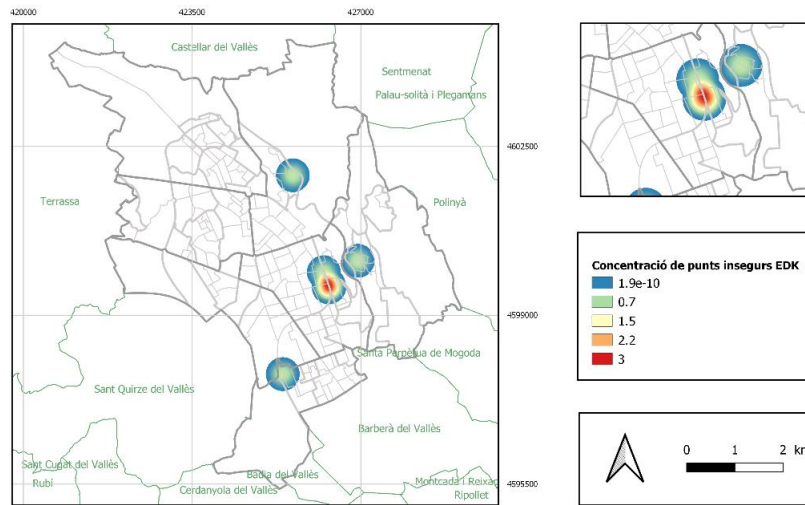 420000
423500
427000
Castellar del Vallès
Sentmenat
Palau-solità i Plegamans
4602500
Terrassa
Polinyà
4599000
Santa Perpètua de Mogoda
Sant Quirze del Vallès
Barberà del Vallès
Sant Cugat del Vallès
Rubí
Badia del Vallès
Cerdanyola del Vallès
Montcada i Reixac
Ripollet
4595500
Concentració de punts insegurs EDK
1.9e-10
0.7
1.5
2.2
3
0 1 2 km